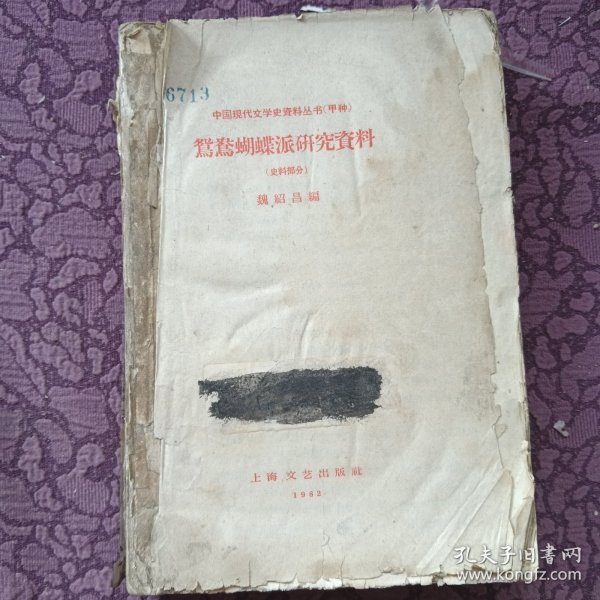 6713
中国現代文学史資料丛书(甲种)
鴛鴦蝴蝶派研究資料
(史料部分)
魏紹昌編
上海文艺出版社
1962
孔夫子旧书网
www.kongfz.com